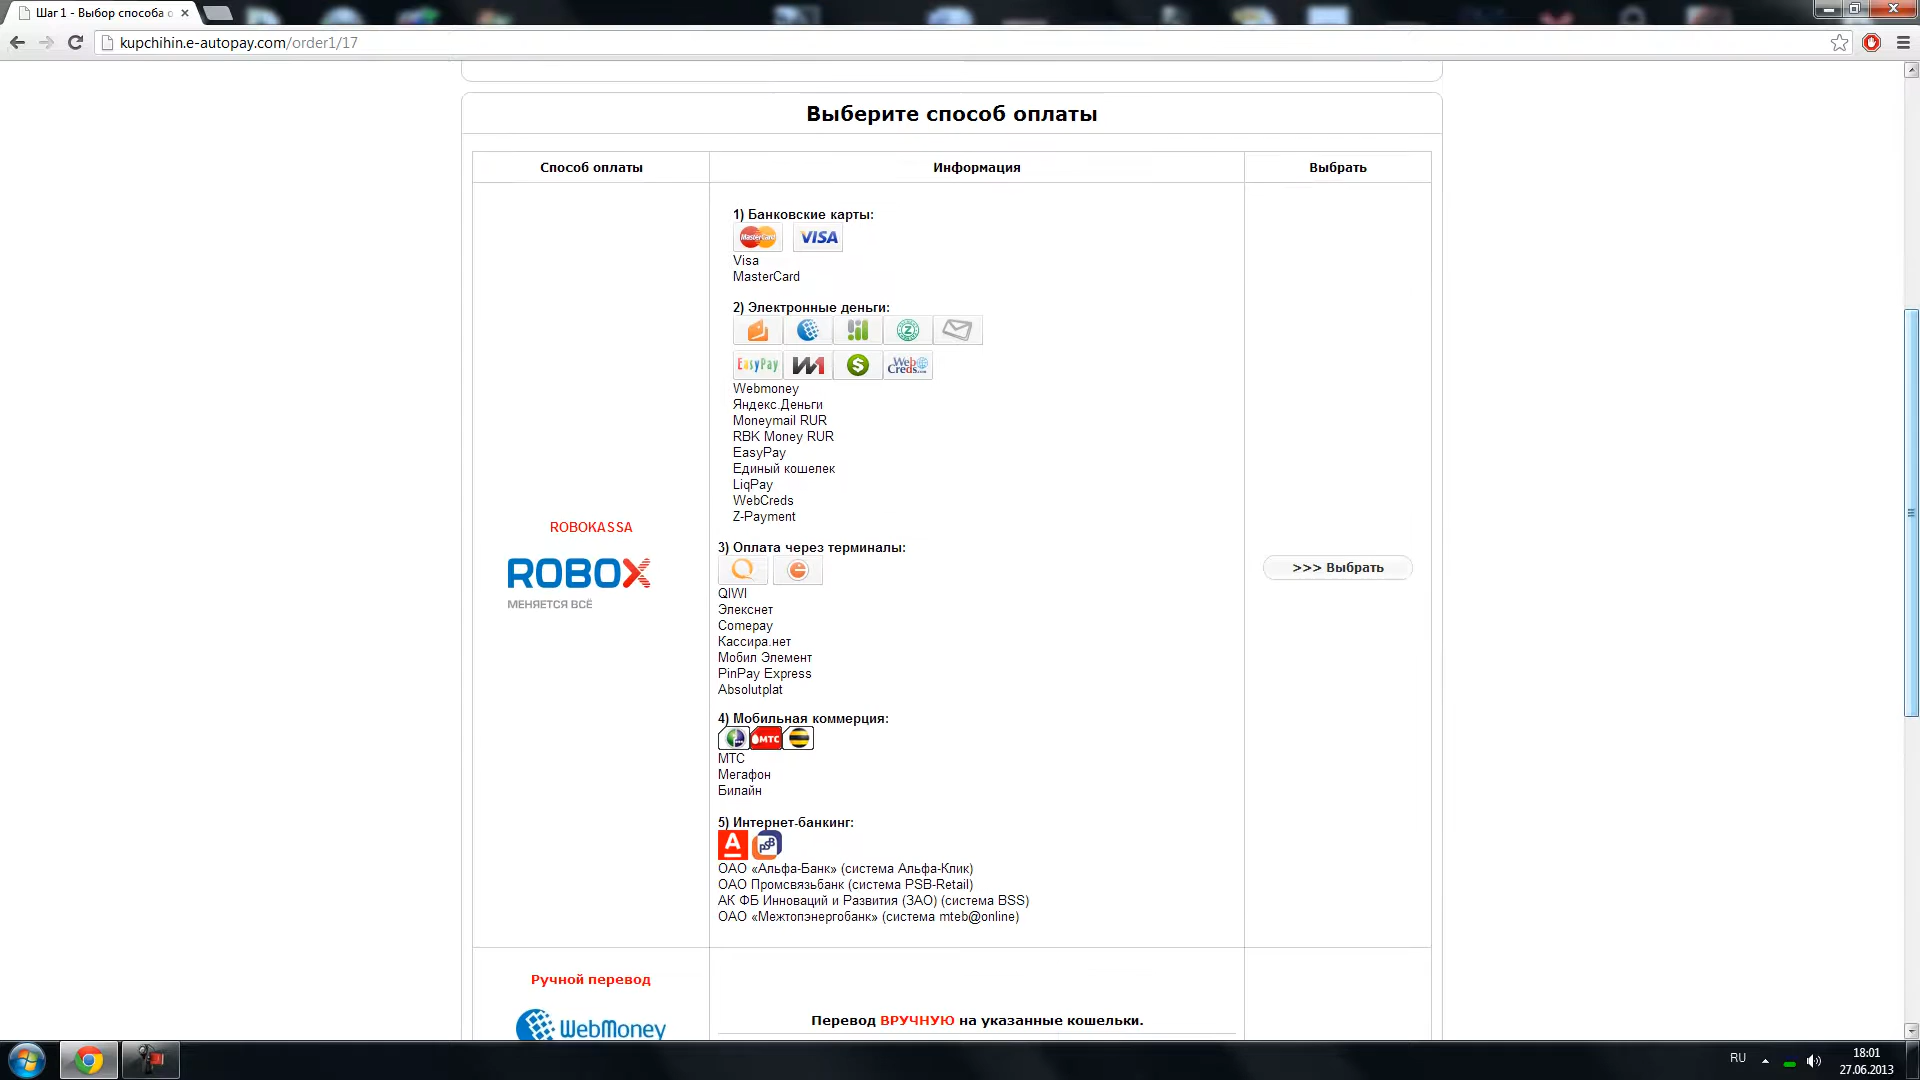 Шаг 1 - Выбор способа о
kupchihin.e-autopay.com/order1/17
Выберите способ оплаты
Способ оплаты
Информация
Выбрать
1) Банковские карты:
MasterCard
VISA
Visa
MasterCard
2) Электронные деньги:
EasyPay
Web Creds.com
Webmoney
Яндекс.Деньги
Moneymail RUR
RBK Money RUR
EasyPay
Единый кошелек
LiqPay
WebCreds
Z-Payment
ROBOKASSA
ROBOX
МЕНЯЕТСЯ ВСЁ
3) Оплата через терминалы:
QIWI
Элекснет
Comepay
Кассира.нет
Мобил Элемент
PinPay Express
Absolutplat
>>> Выбрать
4) Мобильная коммерция:
МТС
МТС
Мегафон
Билайн
5) Интернет-банкинг:
А
PSB
ОАО «Альфа-Банк» (система Альфа-Клик)
ОАО Промсвязьбанк (система PSB-Retail)
АК ФБ Инноваций и Развития (ЗАО) (система BSS)
ОАО «Межтопэнергобанк» (система mteb@online)
Ручной перевод
WebMoney
Перевод ВРУЧНУЮ на указанные кошельки.
RU
18:01
27.06.2013